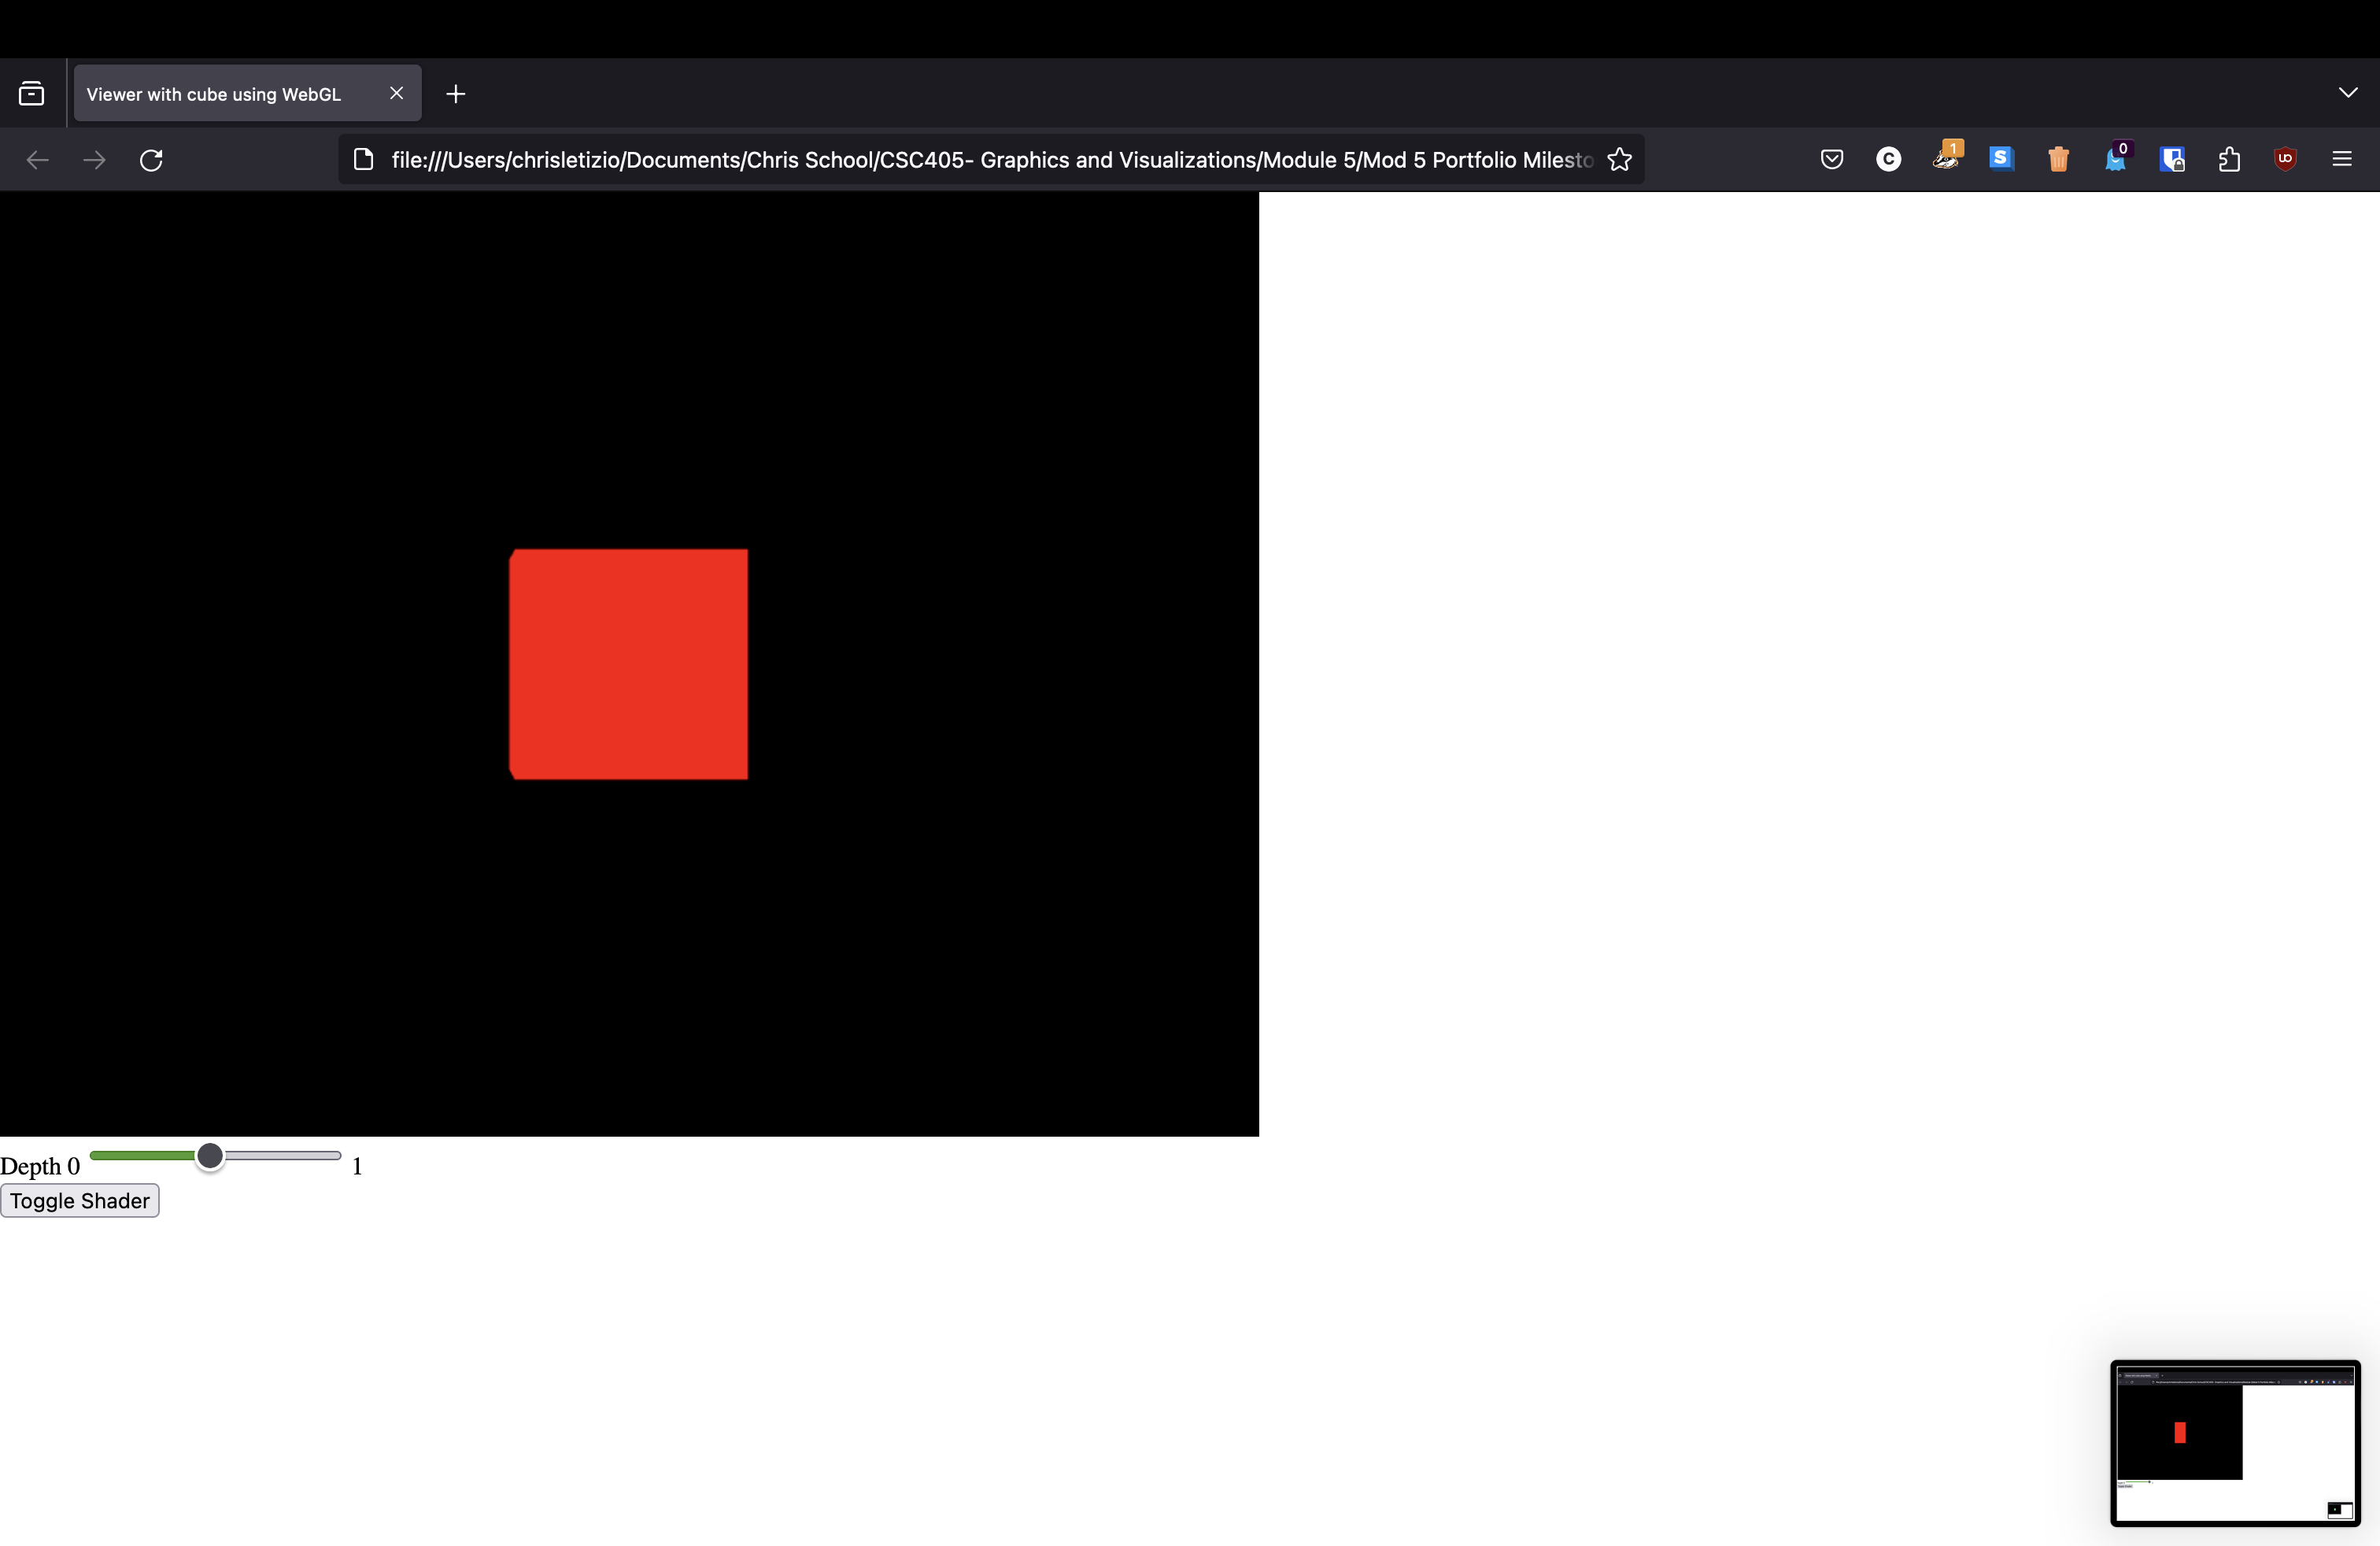 Viewer with cube using WebGL
file:///Users/chrisletizio/Documents/Chris School/CSC405- Graphics and Visualizations/Module 5/Mod 5 Portfolio Milesto
C
1
S
0
UO
Depth 0 1
Toggle Shader